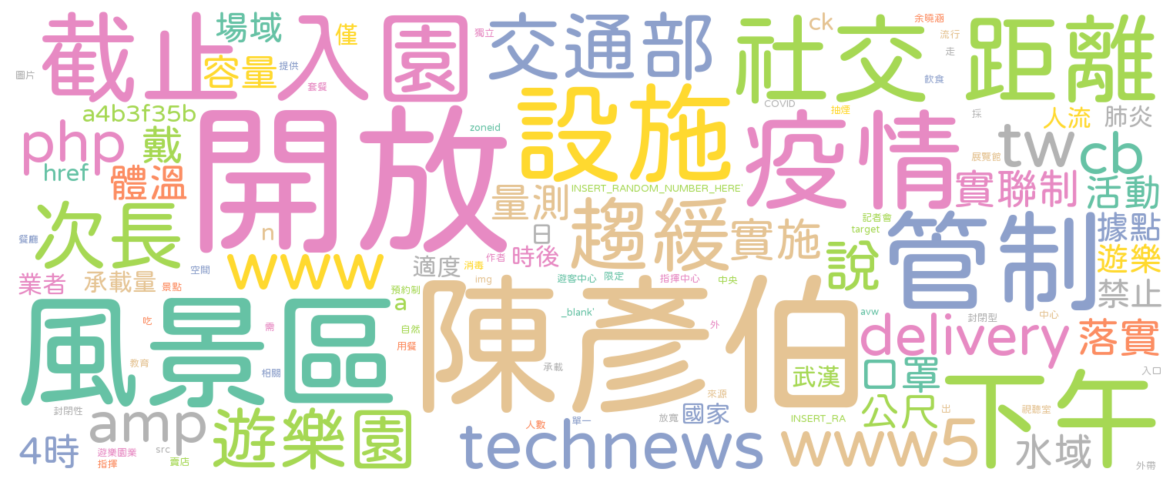 截止 入園 場域 容量 僅 提供 套餐 獨立 交通部 社交 距離 ck 余曉涵 流行 走 飲食
圖片 a4b3f35b php 戴 href 體溫 開放 zoneid 設施 COVID 抽煙 疫情 採 展覽館 人流 肺炎 tw cb
INSERT_RANDOM_NUMBER_HERE' 量測 實聯制 活動
次長 n 日 趨緩 實施 說 記者會 target 管制 據點 遊樂
餐廳 空間 www 作者 時後 適度 消毒 img 遊客中心 限定 指揮中心 中央 禁止
業者 承載量 景點 預約制 a _blank' avw 封閉型 中心
風景區 需 自然 用餐 陳彥伯 外 delivery 落實
吃 教育 相關 承載 武漢 口罩 入口
封閉性 amp 遊樂園 人數 單一 來源 放寬 國家 INSERT_RA 公尺 出 視聽室 下午
4時 遊樂園業 指揮 src 賣店 technews www5 水域 外帶